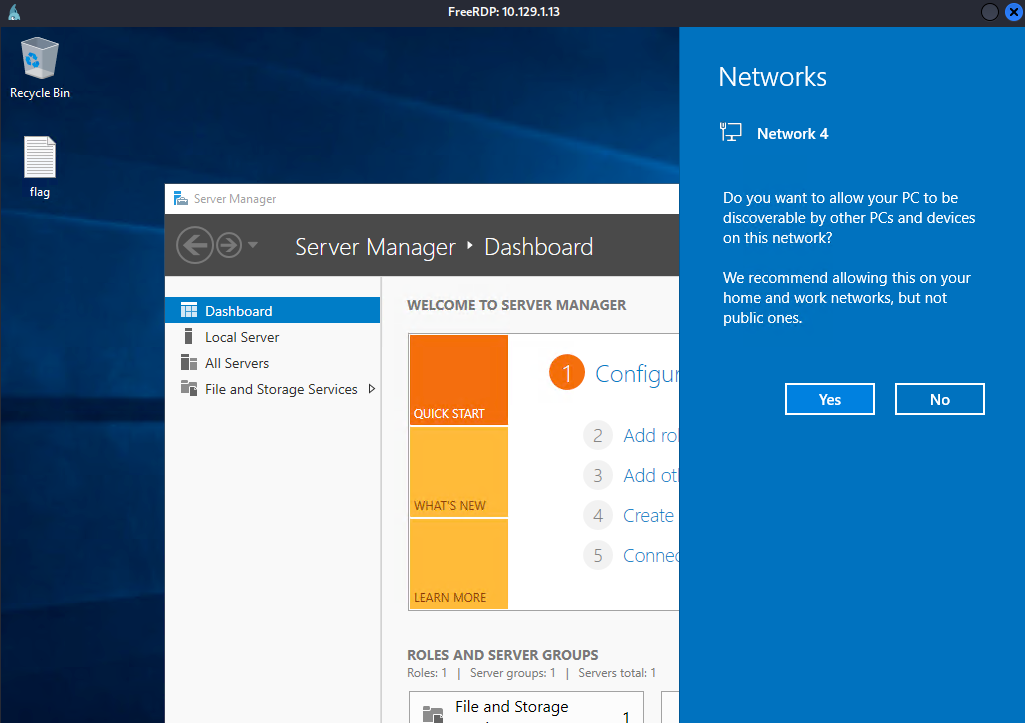 FreeRDP: 10.129.1.13
Recycle Bin
flag
Server Manager
Server Manager
Dashboard
Dashboard
Local Server
All Servers
File and Storage Services
WELCOME TO SERVER MANAGER
QUICK START
WHAT'S NEW
LEARN MORE
1
2 Add
3 Add
4 Create
5
ROLES AND SERVER GROUPS
Roles: 1 | Server groups: 1 | Servers total: 1
File and Storage
1
Networks
Network 4
Do you want to allow your PC to be
discoverable by other PCs and devices
on this network?
We recommend allowing this on your
home and work networks, but not
public ones.
Yes
No